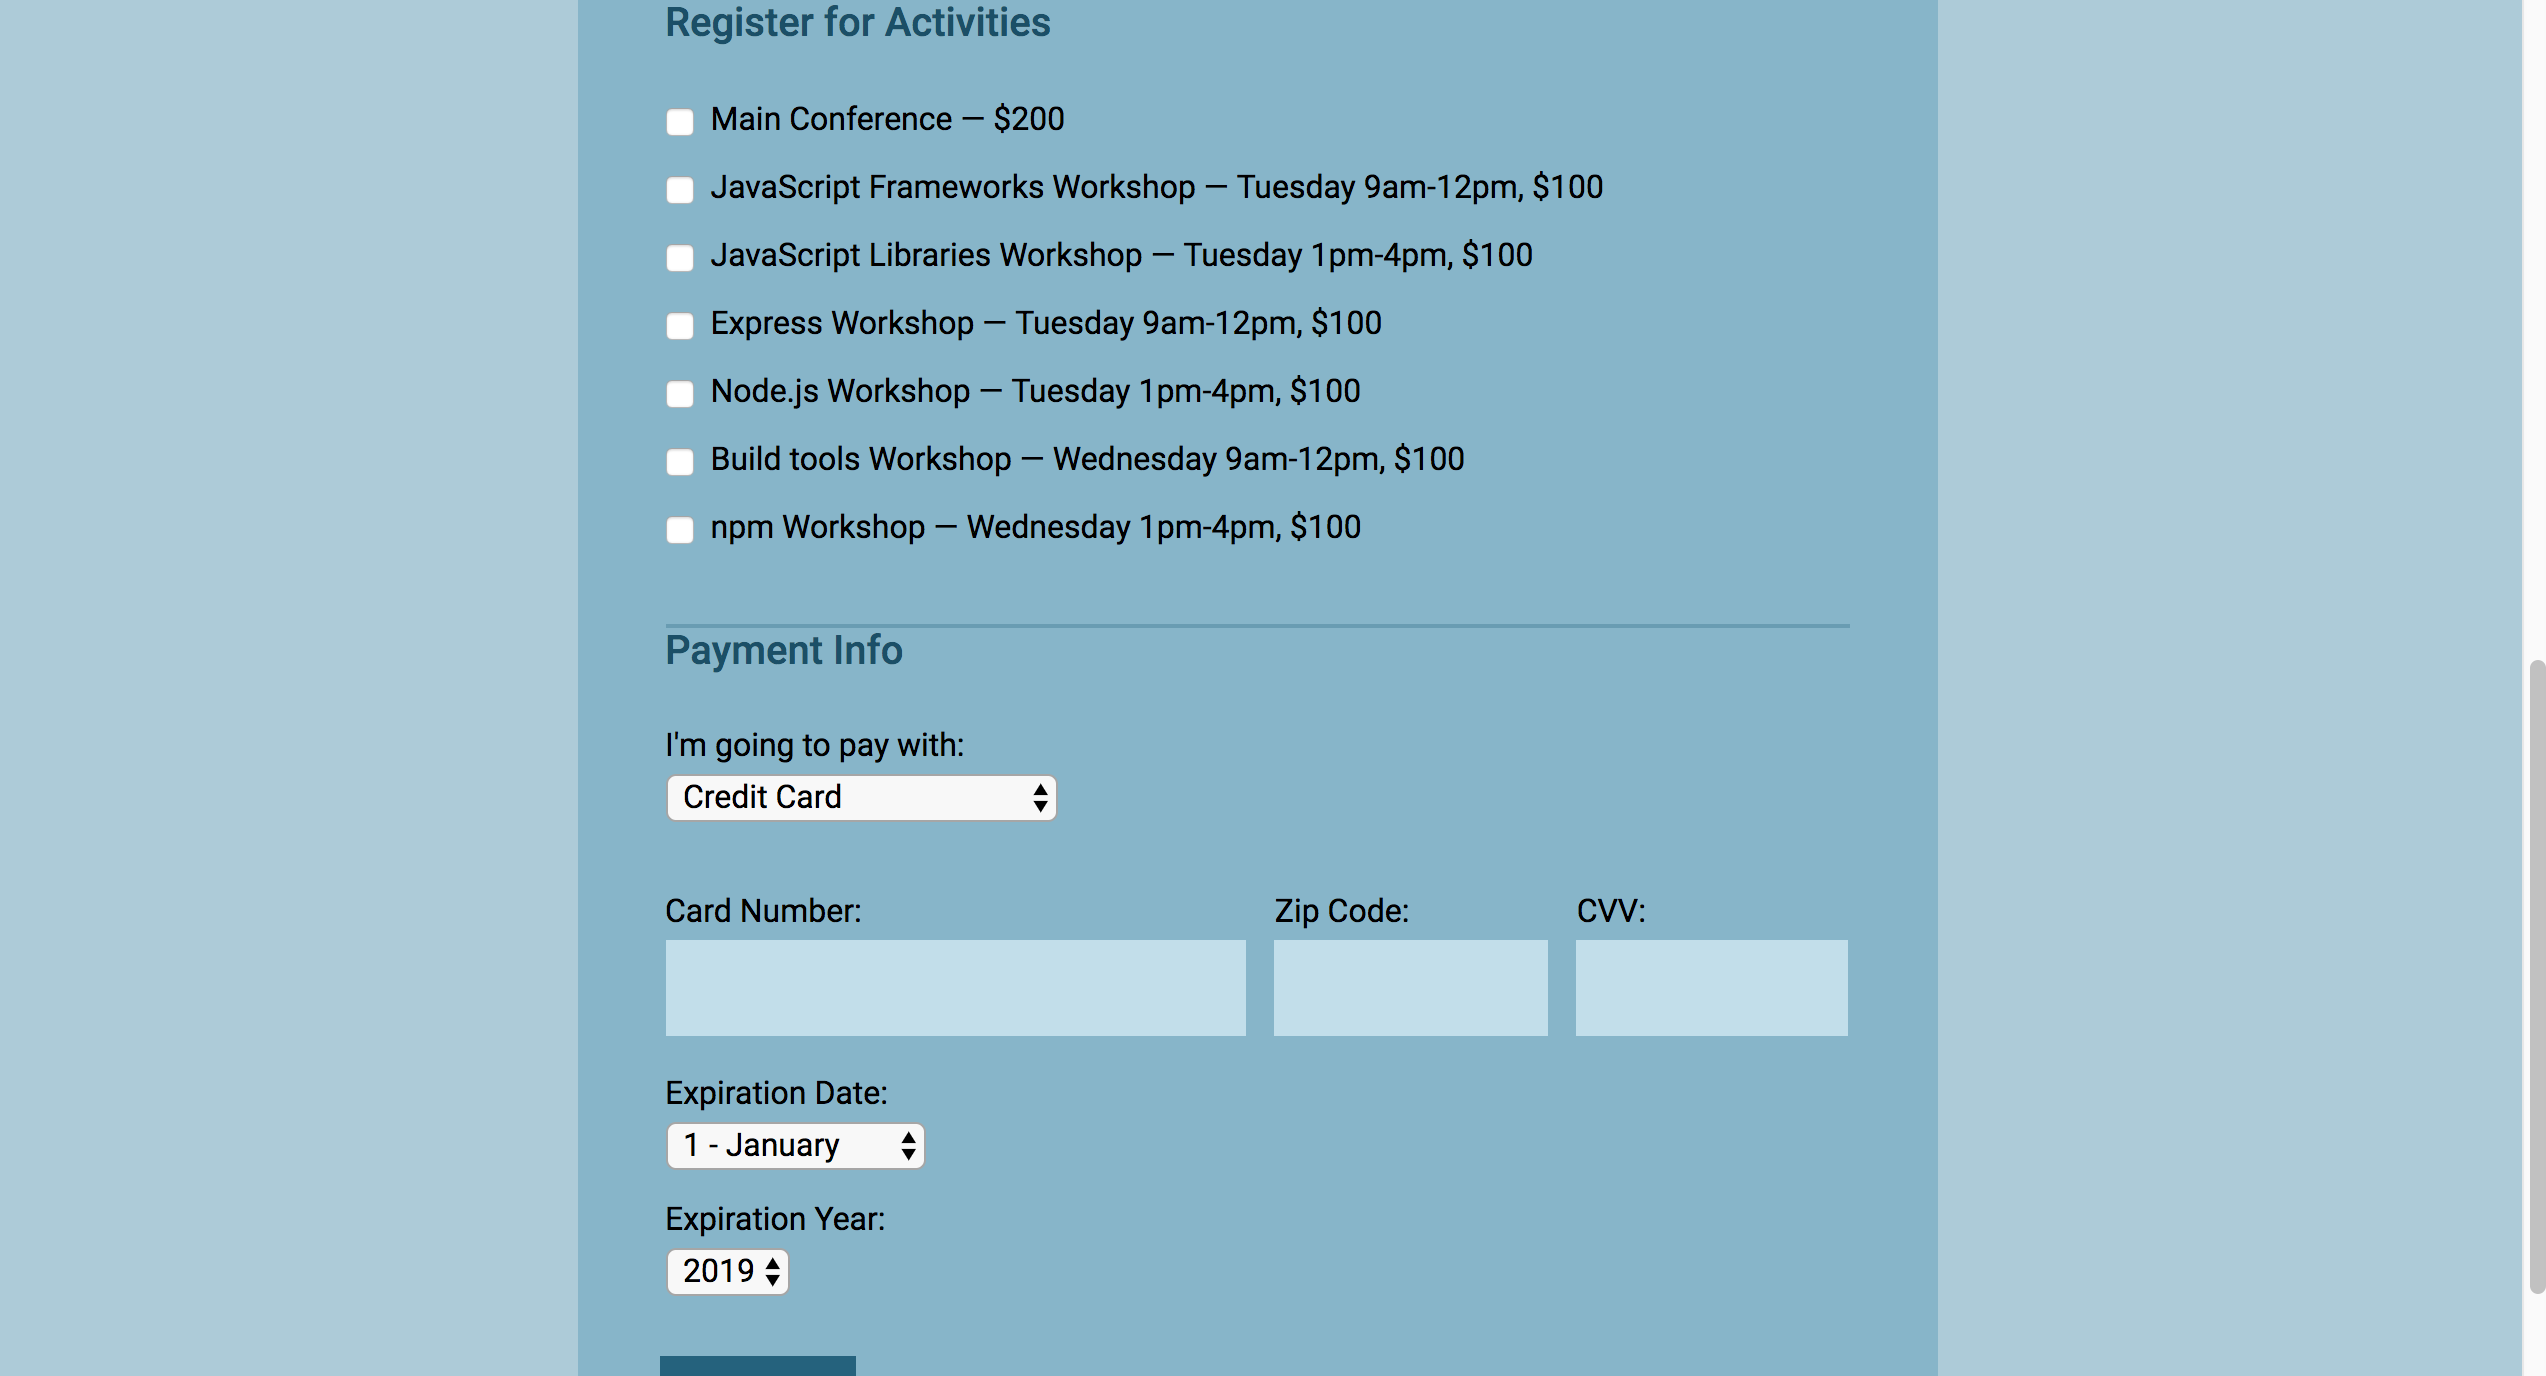 Register for Activities
Main Conference — $200
JavaScript Frameworks Workshop — Tuesday 9am-12pm, $100
JavaScript Libraries Workshop — Tuesday 1pm-4pm, $100
Express Workshop — Tuesday 9am-12pm, $100
Node.js Workshop — Tuesday 1pm-4pm, $100
Build tools Workshop — Wednesday 9am-12pm, $100
npm Workshop — Wednesday 1pm-4pm, $100
Payment Info
I'm going to pay with:
Credit Card
Card Number: Zip Code: CVV:
Expiration Date:
1 - January
Expiration Year:
2019